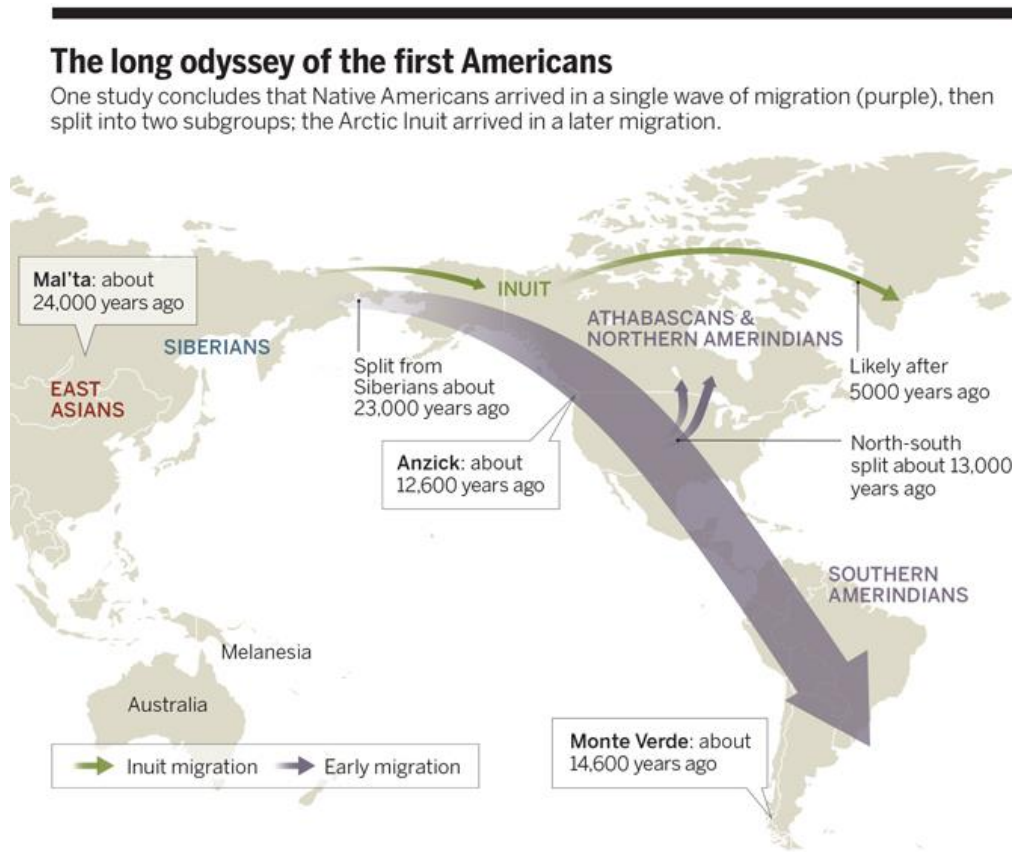 The long odyssey of the first Americans
One study concludes that Native Americans arrived in a single wave of migration (purple), then
split into two subgroups; the Arctic Inuit arrived in a later migration.
Mal'ta: about
24,000 years ago
SIBERIANS
EAST
ASIANS
INUIT
ATHABASCANS &
NORTHERN AMERINDIANS
Split from
Siberians about
23,000 years ago
Likely after
5000 years ago
Anzick: about
12,600 years ago
North-south
split about 13,000
years ago
SOUTHERN
AMERINDIANS
Melanesia
Australia
Monte Verde: about
14,600 years ago
Inuit migration
Early migration